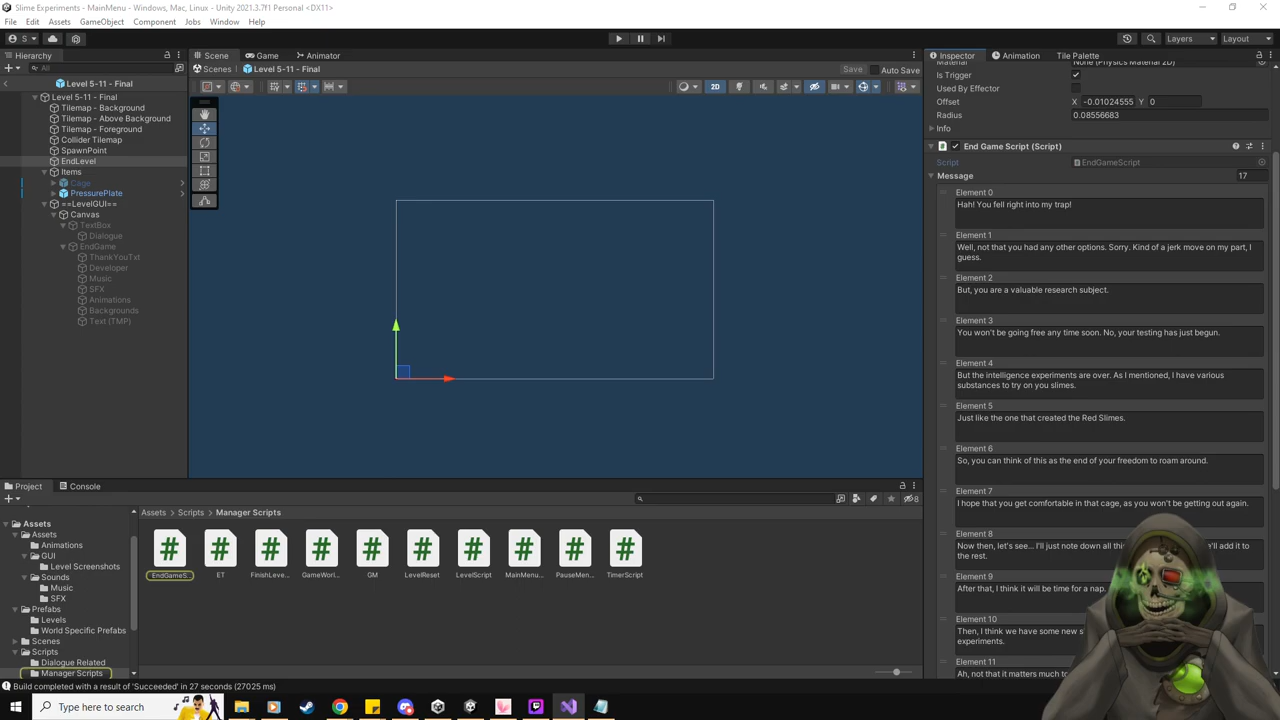 Slime Experiments - MainMenu - Windows, Mac, Linux - Unity 2021.3.7f1 Personal <DX11>
File Edit Assets GameObject Component Jobs Window Help
S Layers Layout
Hierarchy
All
Level 5-11 - Final
Level 5-11 - Final
Tilemap - Background
Tilemap - Above Background
Tilemap - Foreground
Collider Tilemap
SpawnPoint
EndLevel
Items
Cage
PressurePlate
==LevelGUI==
Canvas
TextBox
Dialogue
EndGame
ThankYouTxt
Developer
Music
SFX
Animations
Backgrounds
Text (TMP)
Scene Game Animator
Scenes Level 5-11 - Final Save Auto Save
2D
Inspector Animation Tile Palette
Material None (Physics Material 2D)
Is Trigger
Used By Effector
Offset X -0.01024555 Y 0
Radius 0.08556683
Info
End Game Script (Script)
Script EndGameScript
Message 17
Element 0
Hah! You fell right into my trap!
Element 1
Well, not that you had any other options. Sorry. Kind of a jerk move on my part, I
guess.
Element 2
But, you are a valuable research subject.
Element 3
You won't be going free any time soon. No, your testing has just begun.
Element 4
But the intelligence experiments are over. As I mentioned, I have various
substances to try on you slimes.
Element 5
Just like the one that created the Red Slimes.
Element 6
So, you can think of this as the end of your freedom to roam around.
Element 7
I hope that you get comfortable in that cage, as you won't be getting out again.
Element 8
Now then, let's see... I'll just note down all thi 'll add it to
the rest.
Element 9
After that, I think it will be time for a nap.
Element 10
Then, I think we have some new s
experiments.
Element 11
Ah, not that it matters much to
Project Console
8
Assets
Assets
Animations
GUI
Level Screenshots
Sounds
Music
SFX
Prefabs
Levels
World Specific Prefabs
Scenes
Scripts
Dialogue Related
Manager Scripts
Assets Scripts Manager Scripts
EndGameS... ET FinishLeve... GameWorl... GM LevelReset LevelScript MainMenu... PauseMen... TimerScript
Build completed with a result of 'Succeeded' in 27 seconds (27025 ms)
Type here to search